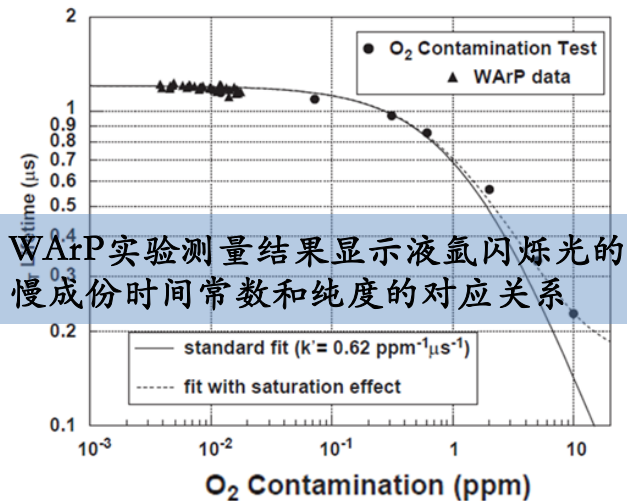 2
● O₂ Contamination Test
▲ WArP data
1
0.9
0.8
0.7
0.6
0.5
0.4
0.3
0.2
0.1
Lifetime (μs)
WArP实验测量结果显示液氩闪烁光的
慢成份时间常数和纯度的对应关系
standard fit (k'= 0.62 ppm⁻¹μs⁻¹)
fit with saturation effect
10⁻³ 10⁻² 10⁻¹ 1 10
O₂ Contamination (ppm)